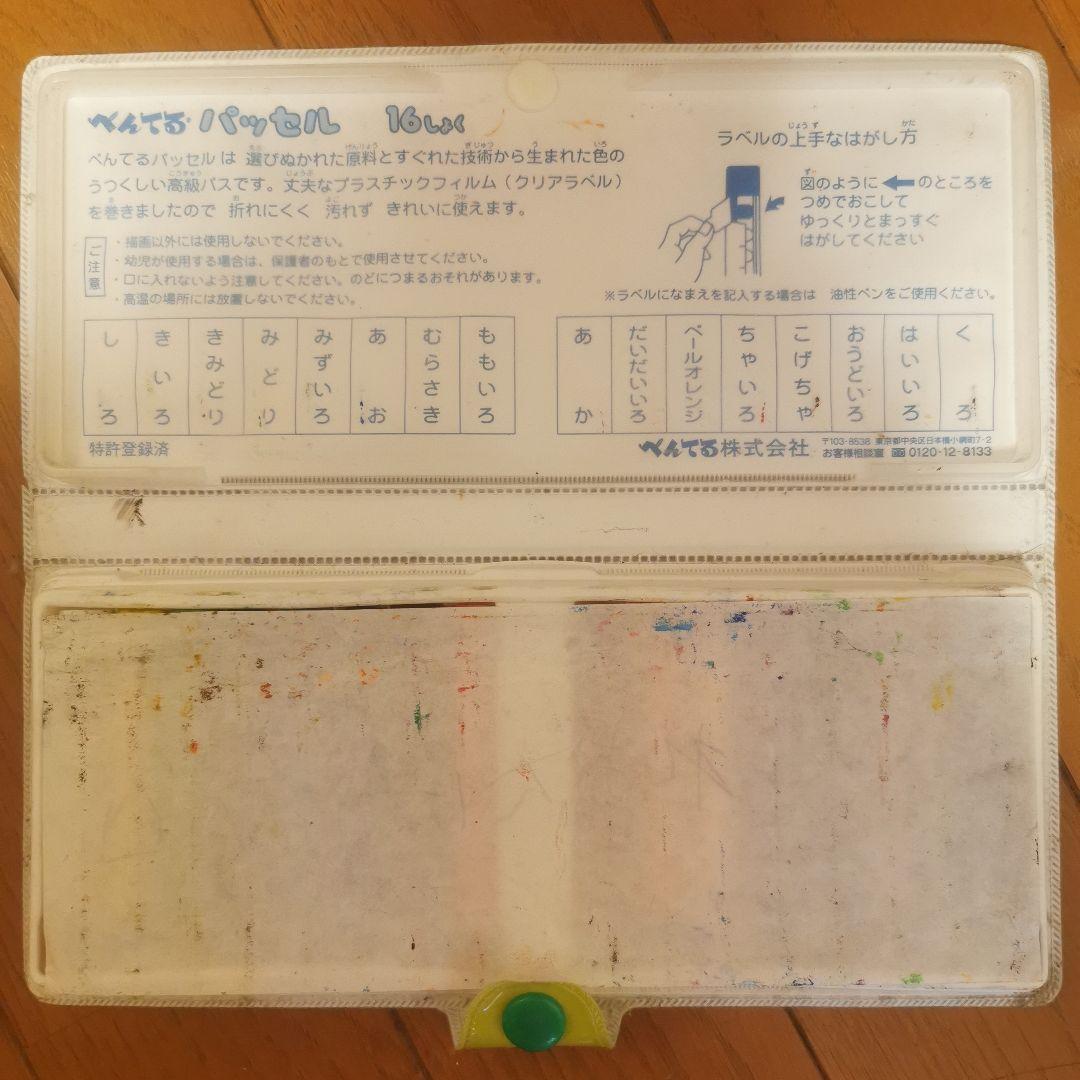 ぺんてる パッセル 16しょく
ぺんてるパッセルは 選びぬかれた原料とすぐれた技術から生まれた色の
うつくしい高級パスです。丈夫なプラスチックフィルム（クリアラベル）
を巻きましたので 折れにくく 汚れず きれいに使えます。
ご注意
・描画以外には使用しないでください。
・幼児が使用する場合は、保護者のもとで使用させてください。
・口に入れないよう注意してください。のどにつまるおそれがあります。
・高温の場所には放置しないでください。
ラベルの上手なはがし方
図のように←のところを
つめでおこして
ゆっくりとまっすぐ
はがしてください
※ラベルになまえを記入する場合は 油性ペンをご使用ください。
しろ
きいろ
きみどり
みどり
みずいろ
あお
むらさき
ももいろ
あか
だいだいいろ
ペールオレンジ
ちゃいろ
こげちゃ
おうどいろ
はいいろ
くろ
特許登録済
ぺんてる株式会社
〒103-8538 東京都中央区日本橋小網町7-2
お客様相談室 0120-12-8133